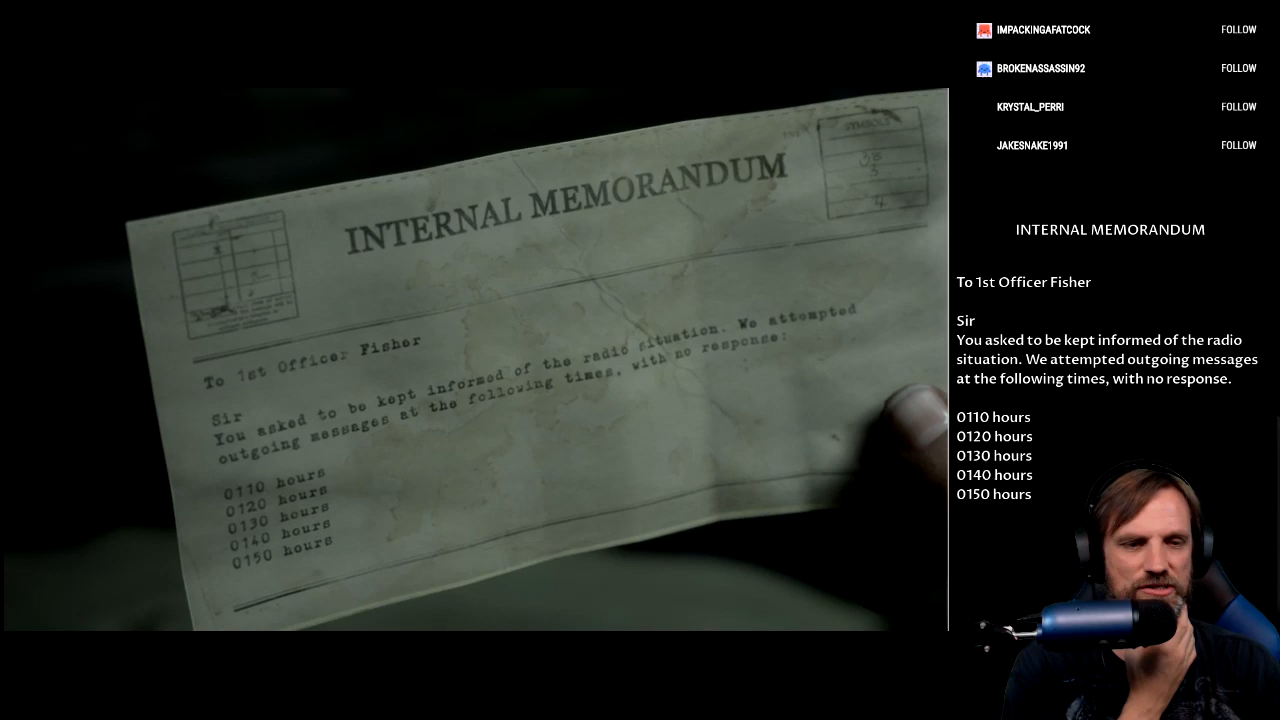 INTERNAL MEMORANDUM
To 1st Officer Fisher
Sir
You asked to be kept informed of the radio situation. We attempted
outgoing messages at the following times, with no response:
0110 hours
0120 hours
0130 hours
0140 hours
0150 hours
IMPACKINGAFATCOCK FOLLOW
BROKENASSASSIN92 FOLLOW
KRYSTAL_PERRI FOLLOW
JAKESNAKE1991 FOLLOW
INTERNAL MEMORANDUM
To 1st Officer Fisher
Sir
You asked to be kept informed of the radio
situation. We attempted outgoing messages
at the following times, with no response.
0110 hours
0120 hours
0130 hours
0140 hours
0150 hours